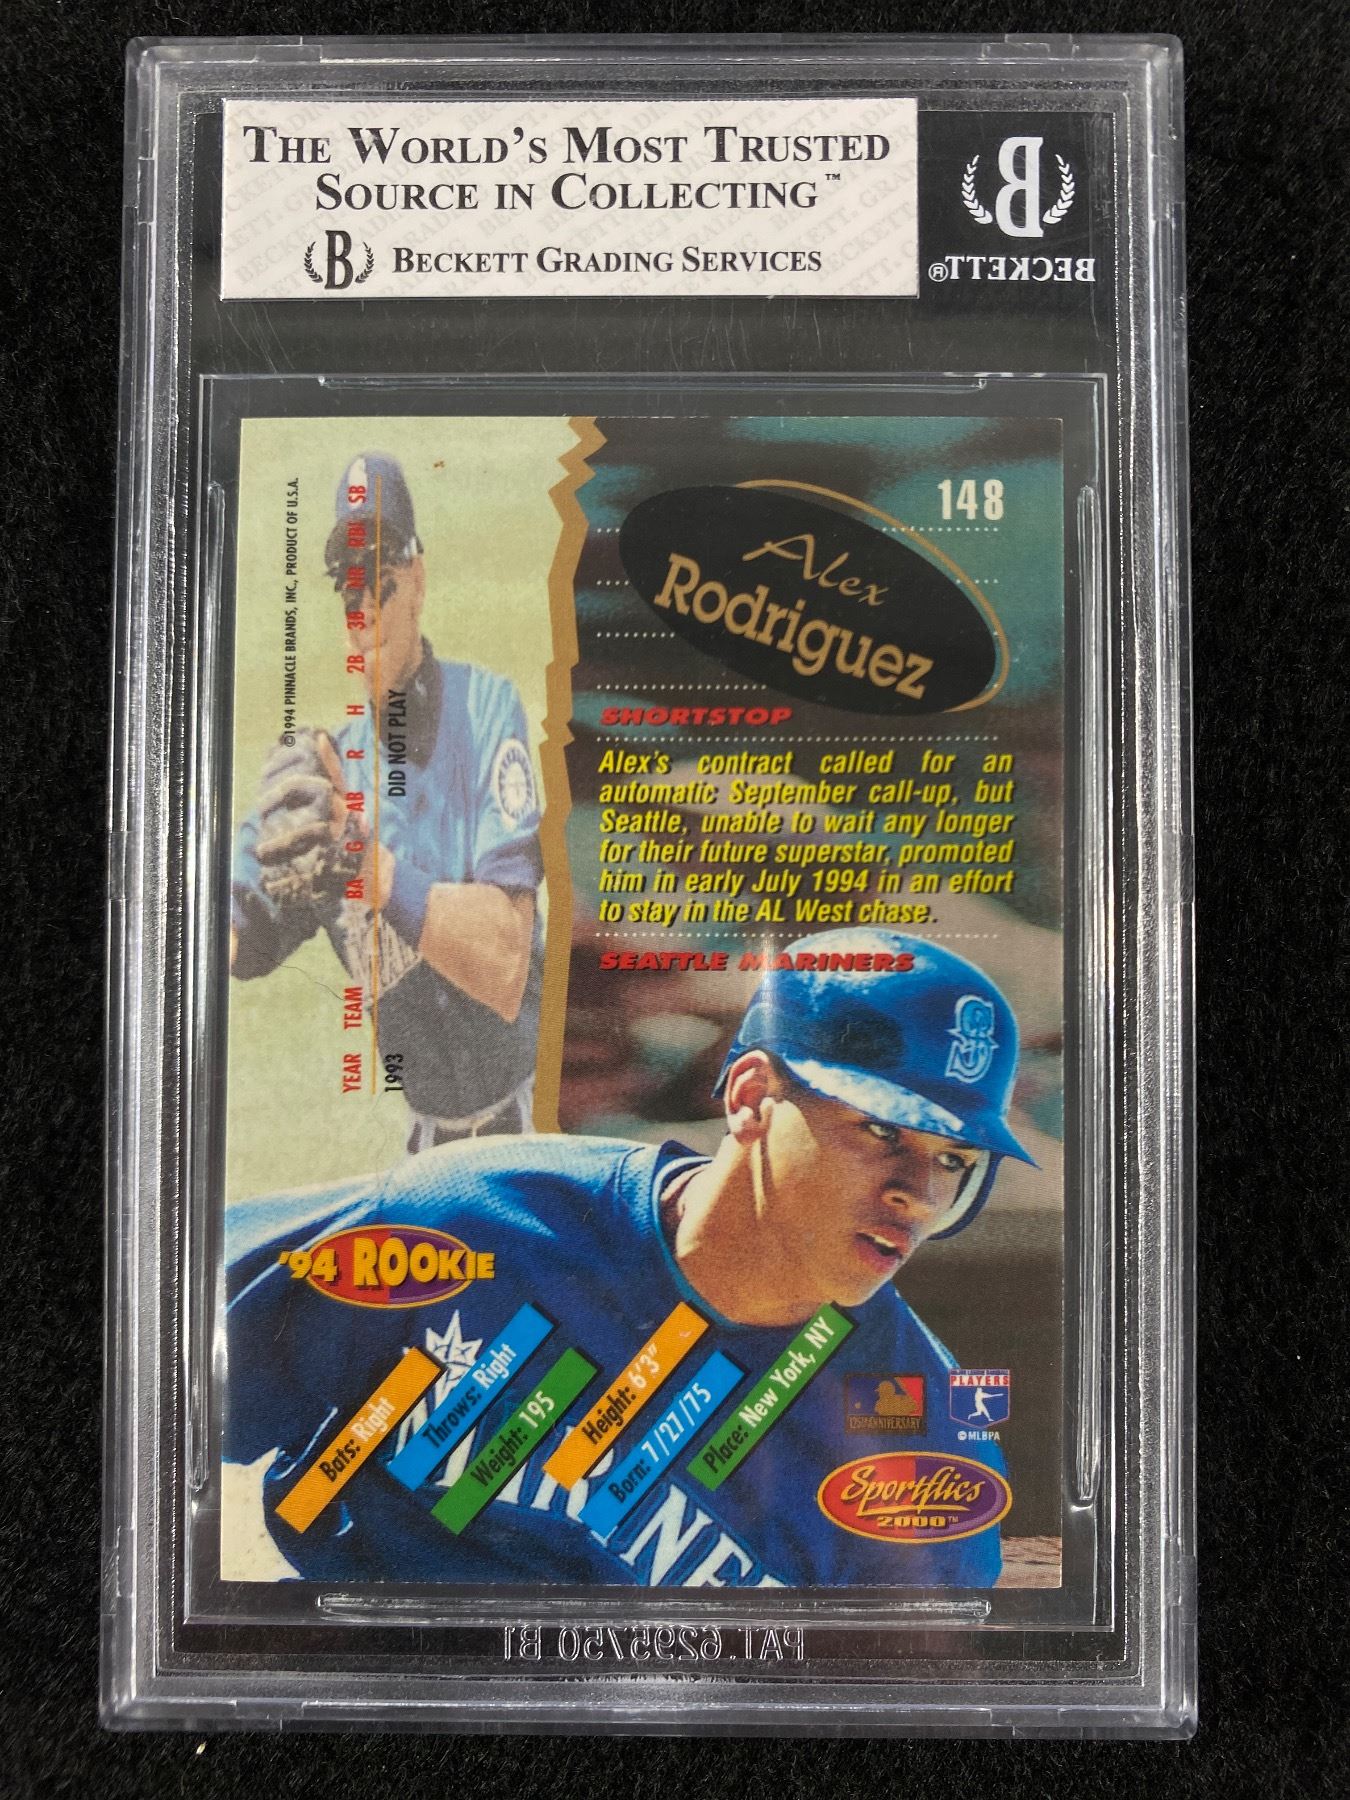 THE WORLD'S MOST TRUSTED
SOURCE IN COLLECTING™
B BECKETT GRADING SERVICES
B
BECKETT®
148
Alex
Rodriguez
SHORTSTOP
Alex's contract called for an
automatic September call-up, but
Seattle, unable to wait any longer
for their future superstar, promoted
him in early July 1994 in an effort
to stay in the AL West chase.
SEATTLE MARINERS
©1994 PINNACLE BRANDS, INC., PRODUCT OF U.S.A.
YEAR TEAM BA G AB R H 2B 3B HR RBI SB
1993 DID NOT PLAY
S
'94 ROOKIE
Bats: Right
Throws: Right
Weight: 195
Height: 6'3"
Born: 7/27/75
Place: New York, NY
125TH ANNIVERSARY
PLAYERS
©MLBPA
Sportflics
2000™
PAT. 6295750 B1